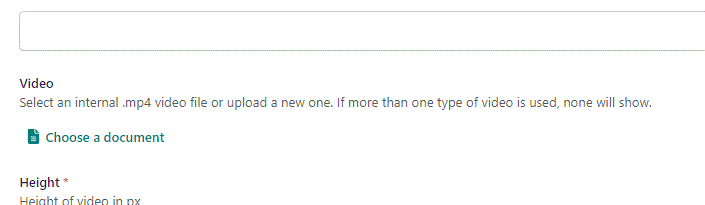 Video
Select an internal .mp4 video file or upload a new one. If more than one type of video is used, none will show.
Choose a document
Height *
Height of video in px